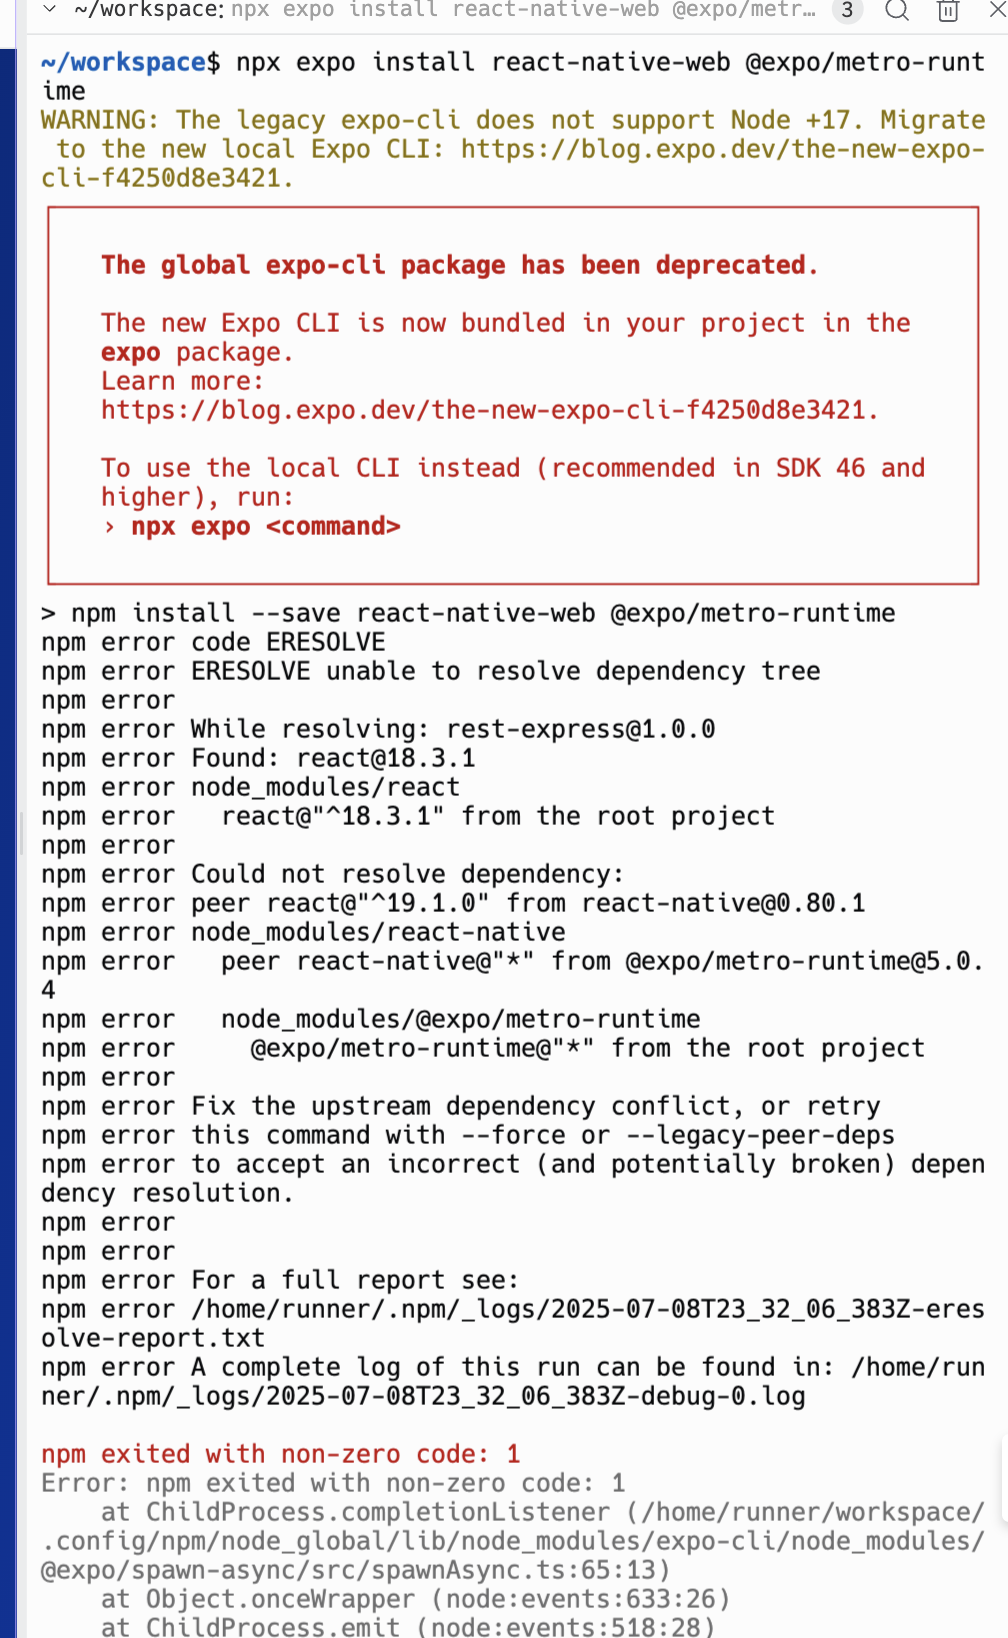 ~/workspace: npx expo install react-native-web @expo/metr... 3
~/workspace$ npx expo install react-native-web @expo/metro-runt
ime
WARNING: The legacy expo-cli does not support Node +17. Migrate
 to the new local Expo CLI: https://blog.expo.dev/the-new-expo-
cli-f4250d8e3421.
The global expo-cli package has been deprecated.
The new Expo CLI is now bundled in your project in the
expo package.
Learn more:
https://blog.expo.dev/the-new-expo-cli-f4250d8e3421.
To use the local CLI instead (recommended in SDK 46 and
higher), run:
› npx expo <command>
> npm install --save react-native-web @expo/metro-runtime
npm error code ERESOLVE
npm error ERESOLVE unable to resolve dependency tree
npm error
npm error While resolving: rest-express@1.0.0
npm error Found: react@18.3.1
npm error node_modules/react
npm error   react@"^18.3.1" from the root project
npm error
npm error Could not resolve dependency:
npm error peer react@"^19.1.0" from react-native@0.80.1
npm error node_modules/react-native
npm error   peer react-native@"*" from @expo/metro-runtime@5.0.
4
npm error   node_modules/@expo/metro-runtime
npm error     @expo/metro-runtime@"*" from the root project
npm error
npm error Fix the upstream dependency conflict, or retry
npm error this command with --force or --legacy-peer-deps
npm error to accept an incorrect (and potentially broken) depen
dency resolution.
npm error
npm error
npm error For a full report see:
npm error /home/runner/.npm/_logs/2025-07-08T23_32_06_383Z-eres
olve-report.txt
npm error A complete log of this run can be found in: /home/run
ner/.npm/_logs/2025-07-08T23_32_06_383Z-debug-0.log
npm exited with non-zero code: 1
Error: npm exited with non-zero code: 1
    at ChildProcess.completionListener (/home/runner/workspace/
.config/npm/node_global/lib/node_modules/expo-cli/node_modules/
@expo/spawn-async/src/spawnAsync.ts:65:13)
    at Object.onceWrapper (node:events:633:26)
    at ChildProcess.emit (node:events:518:28)